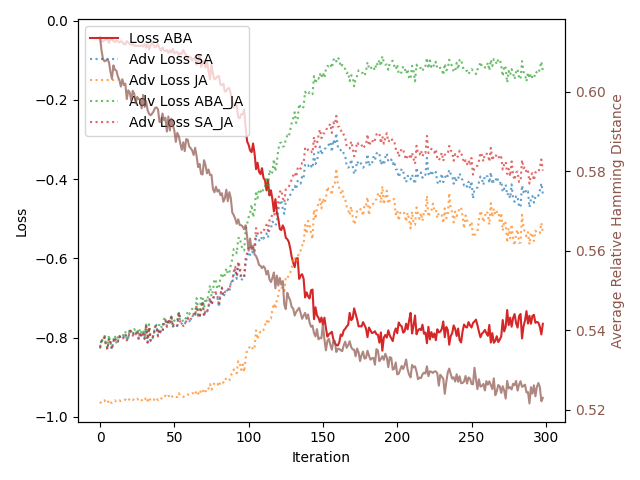 Loss ABA
Adv Loss SA
Adv Loss JA
Adv Loss ABA_JA
Adv Loss SA_JA
0.0
−0.2
−0.4
−0.6
−0.8
−1.0
Loss
0
50
100
150
200
250
300
Iteration
0.60
0.58
0.56
0.54
0.52
Average Relative Hamming Distance